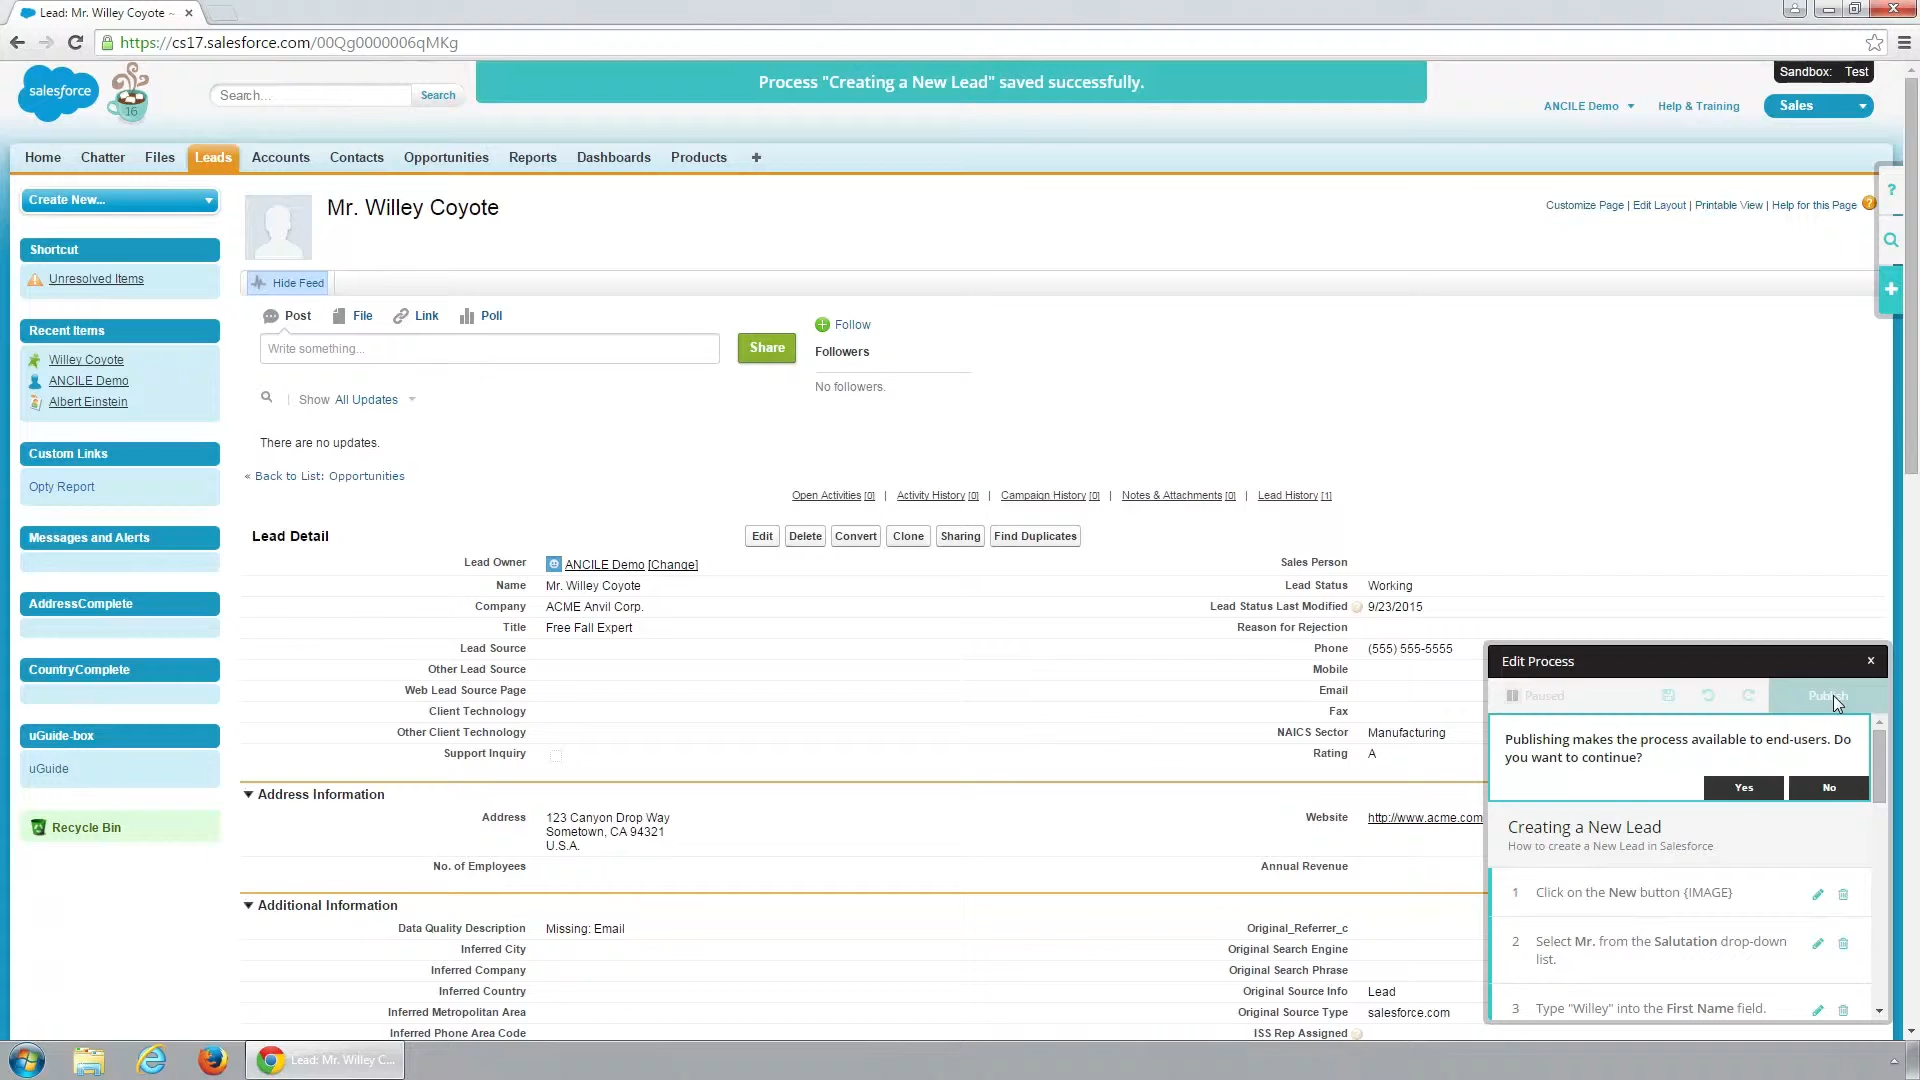 Lead: Mr. Willey Coyote ~
https://cs17.salesforce.com/00Qg0000006qMKg
salesforce
16
Search...
Search
Process "Creating a New Lead" saved successfully.
Sandbox: Test
ANCILE Demo
Help & Training
Sales
Home
Chatter
Files
Leads
Accounts
Contacts
Opportunities
Reports
Dashboards
Products
Create New...
Shortcut
Unresolved Items
Recent Items
Willey Coyote
ANCILE Demo
Albert Einstein
Custom Links
Opty Report
Messages and Alerts
AddressComplete
CountryComplete
uGuide-box
uGuide
Recycle Bin
Mr. Willey Coyote
Customize Page | Edit Layout | Printable View | Help for this Page ?
?
Hide Feed
Post
File
Link
Poll
Write something...
Share
Follow
Followers
No followers.
Show All Updates
There are no updates.
« Back to List: Opportunities
Open Activities [0] | Activity History [0] | Campaign History [0] | Notes & Attachments [0] | Lead History [1]
Lead Detail
Edit
Delete
Convert
Clone
Sharing
Find Duplicates
Lead Owner ANCILE Demo [Change]
Name Mr. Willey Coyote
Company ACME Anvil Corp.
Title Free Fall Expert
Lead Source
Other Lead Source
Web Lead Source Page
Client Technology
Other Client Technology
Support Inquiry
Sales Person
Lead Status Working
Lead Status Last Modified 9/23/2015
Reason for Rejection
Phone (555) 555-5555
Mobile
Email
Fax
NAICS Sector Manufacturing
Rating A
Address Information
Address 123 Canyon Drop Way
Sometown, CA 94321
U.S.A.
No. of Employees
Website http://www.acme.com
Annual Revenue
Additional Information
Data Quality Description Missing: Email
Inferred City
Inferred Company
Inferred Country
Inferred Metropolitan Area
Inferred Phone Area Code
Original_Referrer_c
Original Search Engine
Original Search Phrase
Original Source Info Lead
Original Source Type salesforce.com
ISS Rep Assigned
Edit Process
x
Paused
Publish
Publishing makes the process available to end-users. Do
you want to continue?
Yes
No
Creating a New Lead
How to create a New Lead in Salesforce
1 Click on the New button {IMAGE}
2 Select Mr. from the Salutation drop-down
list.
3 Type "Willey" into the First Name field.
Lead: Mr. Willey C...